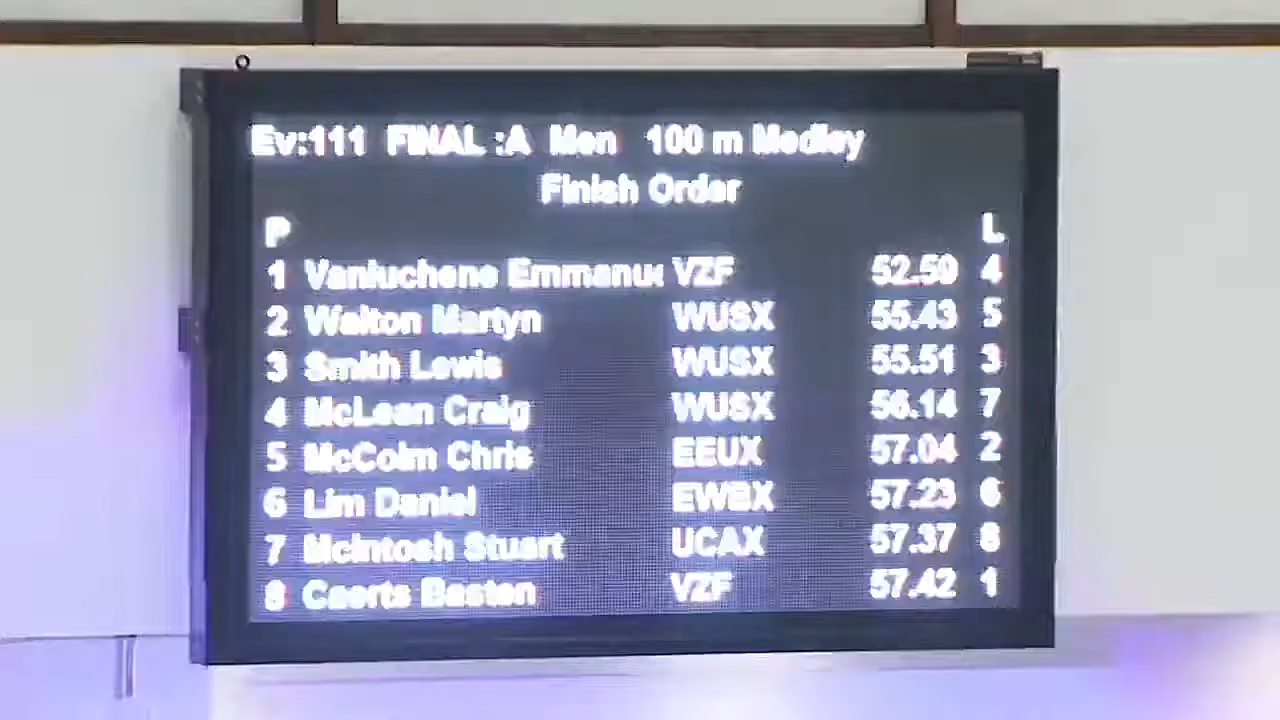 Ev:111 FINAL :A Men 100 m Medley
Finish Order
P L
1 Vanluchene Emmanue VZF 52.50 4
2 Walton Martyn WUSX 55.43 5
3 Smith Lewis WUSX 55.51 3
4 McLean Craig WUSX 56.14 7
5 McColm Chris EEUX 57.04 2
6 Lim Daniel EWBX 57.23 6
7 McIntosh Stuart UCAX 57.37 8
8 Caerts Basten VZF 57.42 1